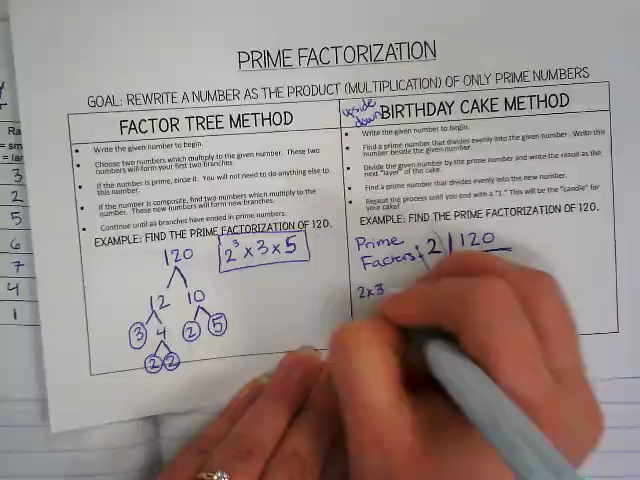 PRIME FACTORIZATION
GOAL: REWRITE A NUMBER AS THE PRODUCT (MULTIPLICATION) OF ONLY PRIME NUMBERS
FACTOR TREE METHOD
Write the given number to begin.
Choose two numbers which multiply to the given number. These two
numbers will form your first two branches.
If the number is prime, circle it. You will not need to do anything else to
this number.
If the number is composite, find two numbers which multiply to the
number. These new numbers will form new branches.
Continue until all branches have ended in prime numbers.
EXAMPLE: FIND THE PRIME FACTORIZATION OF 120.
120
2³ x 3 x 5
12 10
3 4 2 5
2 2
upside
down
BIRTHDAY CAKE METHOD
Write the given number to begin.
Find a prime number that divides evenly into the given number. Write this
number beside the given number.
Divide the given number by the prime number and write the result as the
next "layer" of the cake.
Find a prime number that divides evenly into the new number.
Repeat the process until you end with a "1." This will be the "candle" for
your cake!
EXAMPLE: FIND THE PRIME FACTORIZATION OF 120.
Prime
Factors: 2 120
2x3
Ra
= sm
= lar
3
2
5
6
7
4
1